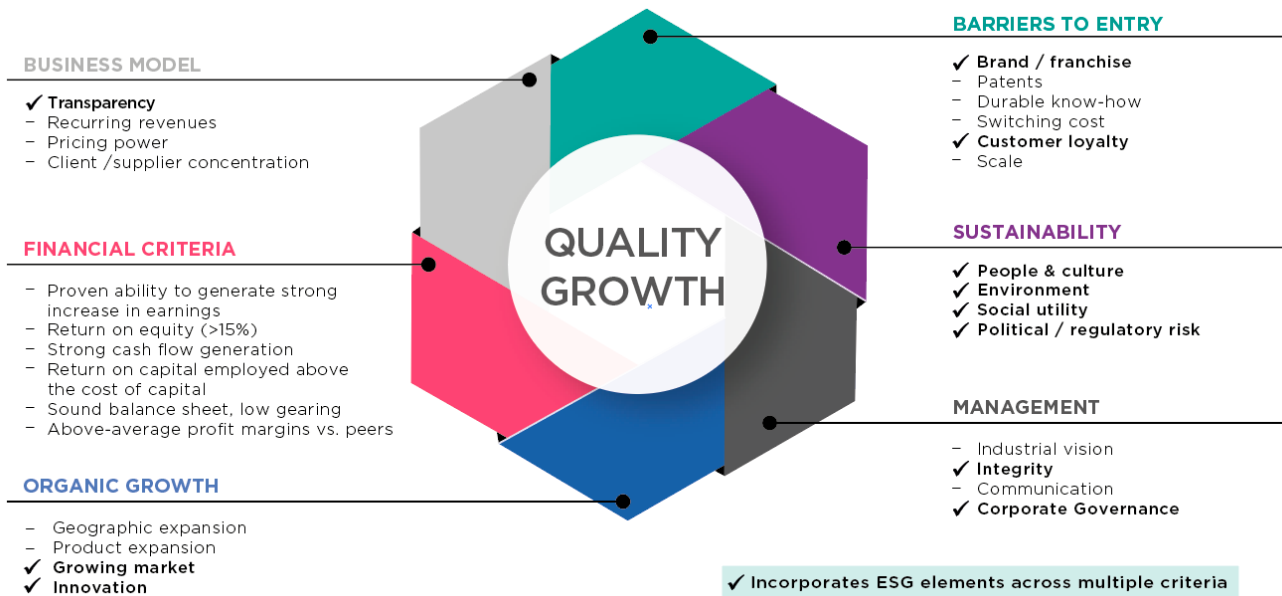 BUSINESS MODEL
✓ Transparency
– Recurring revenues
– Pricing power
– Client /supplier concentration
FINANCIAL CRITERIA
– Proven ability to generate strong
increase in earnings
– Return on equity (>15%)
– Strong cash flow generation
– Return on capital employed above
the cost of capital
– Sound balance sheet, low gearing
– Above-average profit margins vs. peers
ORGANIC GROWTH
– Geographic expansion
– Product expansion
✓ Growing market
✓ Innovation
QUALITY
GROWTH
BARRIERS TO ENTRY
✓ Brand / franchise
– Patents
– Durable know-how
– Switching cost
✓ Customer loyalty
– Scale
SUSTAINABILITY
✓ People & culture
✓ Environment
✓ Social utility
✓ Political / regulatory risk
MANAGEMENT
– Industrial vision
✓ Integrity
– Communication
✓ Corporate Governance
✓ Incorporates ESG elements across multiple criteria